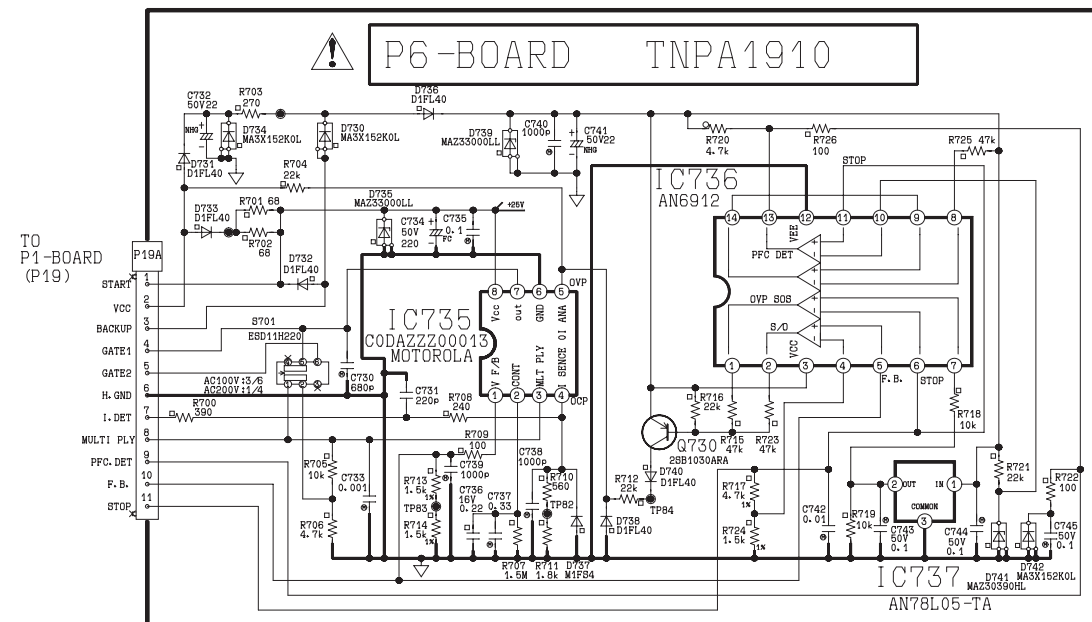 P6-BOARD TNPA1910
C732
50V22
NHG
R703
270
D734
MA3X152K0L
D730
MA3X152K0L
D736
D1FL40
D739
MAZ33000LL
C740
1000p
C741
50V22
NHG
R720
4.7k
R726
100
R725 47k
D731
D1FL40
R704
22k
STOP
IC736
AN6912
D733
D1FL40
R701 68
R702
68
D735
MAZ33000LL
C734
50V
220
FC
C735
0.1
+25V
14
13
12
11
10
9
8
VEE
PFC DET
OVP SOS
S/O
VCC
1
2
3
4
5
6
7
F.B.
STOP
TO
P1-BOARD
(P19)
P19A
D732
D1FL40
START
1
VCC
2
BACKUP
3
GATE1
4
GATE2
5
H.GND
6
I.DET
7
MULTI PLY
8
PFC.DET
9
F.B.
10
STOP
11
S701
ESD11H220
AC100V:3/6
AC200V:1/4
IC735
C0DAZZZ00013
MOTOROLA
8
7
6
5
OVP
Vcc
out
GND
I SENCE OI ANA
V F/B
CONT
MLT PLY
1
2
3
4
OCP
C730
680p
C731
220p
R700
390
R708
240
R709
100
R705
10k
C733
0.001
R706
4.7k
R713
1.5k
1%
TP83
R714
1.5k
1%
C739
1000p
C736
16V
0.22
C737
0.33
C738
1000p
R710
560
TP82
R707
1.5M
R711
1.8k
D737
M1FS4
D738
D1FL40
R712
22k
Q730
2SB1030ARA
D740
D1FL40
TP84
R716
22k
R715
47k
R723
47k
R717
4.7k
1%
R724
1.5k
1%
C742
0.01
R719
10k
C743
50V
0.1
R718
10k
2
OUT
IN
1
COMMON
3
C744
50V
0.1
IC737
AN78L05-TA
R721
22k
R722
100
D741
MAZ30390HL
D742
MA3X152K0L
C745
50V
0.1